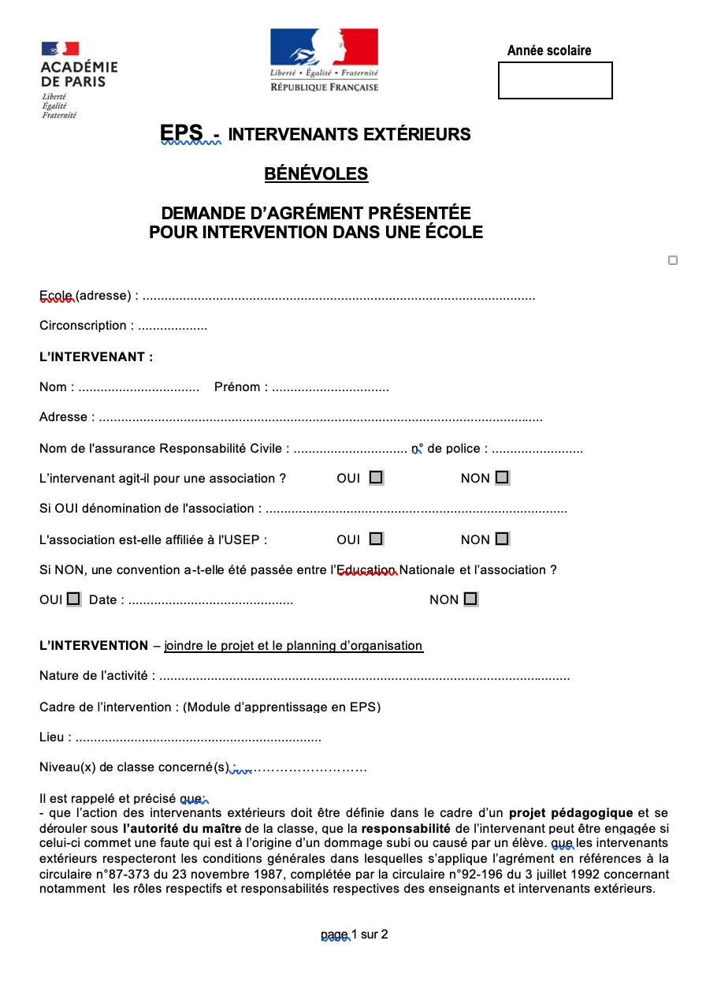 ACADÉMIE
DE PARIS
Liberté
Égalité
Fraternité
Liberté • Égalité • Fraternité
RÉPUBLIQUE FRANÇAISE
Année scolaire
EPS - INTERVENANTS EXTÉRIEURS
BÉNÉVOLES
DEMANDE D’AGRÉMENT PRÉSENTÉE
POUR INTERVENTION DANS UNE ÉCOLE
Ecole (adresse) : ............................................................................................................
Circonscription : ...................
L’INTERVENANT :
Nom : ................................. Prénom : ................................
Adresse : .........................................................................................................................
Nom de l'assurance Responsabilité Civile : ............................... n° de police : .........................
L’intervenant agit-il pour une association ? OUI NON
Si OUI dénomination de l'association : ..................................................................................
L'association est-elle affiliée à l'USEP : OUI NON
Si NON, une convention a-t-elle été passée entre l’Education Nationale et l’association ?
OUI Date : ............................................. NON
L’INTERVENTION – joindre le projet et le planning d’organisation
Nature de l’activité : ................................................................................................................
Cadre de l’intervention : (Module d’apprentissage en EPS)
Lieu : ...................................................................
Niveau(x) de classe concerné(s) : ….………………………
Il est rappelé et précisé que:
- que l’action des intervenants extérieurs doit être définie dans le cadre d’un projet pédagogique et se
dérouler sous l’autorité du maître de la classe, que la responsabilité de l’intervenant peut être engagée si
celui-ci commet une faute qui est à l’origine d’un dommage subi ou causé par un élève. que les intervenants
extérieurs respecteront les conditions générales dans lesquelles s’applique l’agrément en références à la
circulaire n°87-373 du 23 novembre 1987, complétée par la circulaire n°92-196 du 3 juillet 1992 concernant
notamment les rôles respectifs et responsabilités respectives des enseignants et intervenants extérieurs.
page 1 sur 2